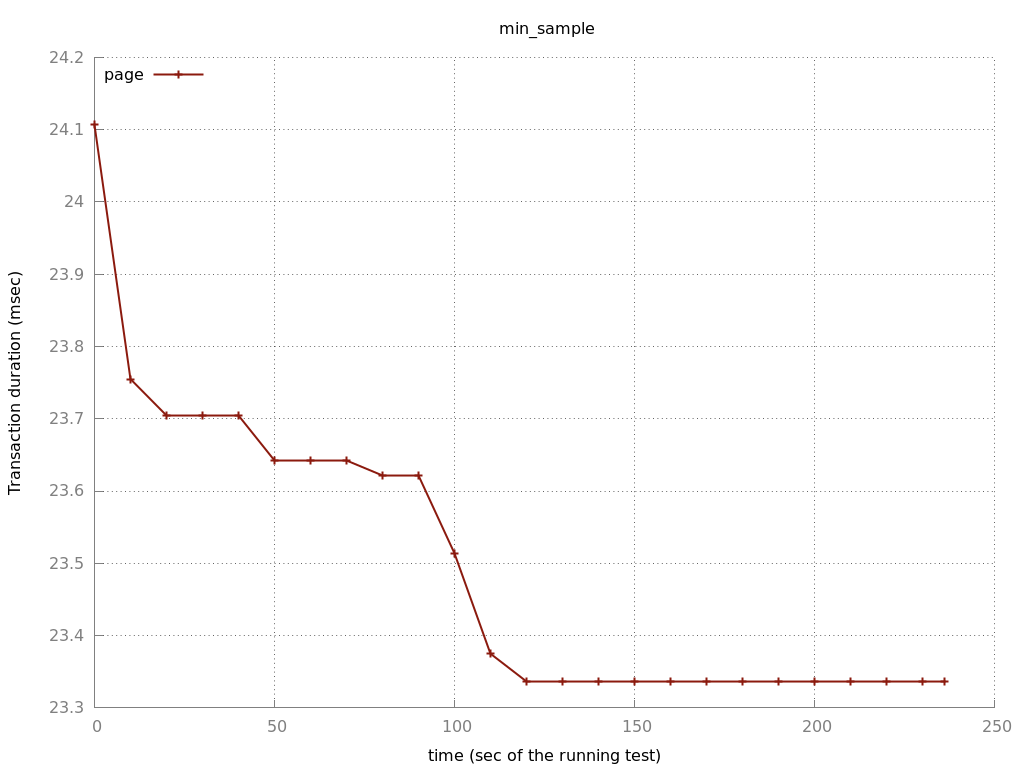 min_sample
page
24.2
24.1
24
23.9
23.8
23.7
23.6
23.5
23.4
23.3
Transaction duration (msec)
0 50 100 150 200 250
time (sec of the running test)